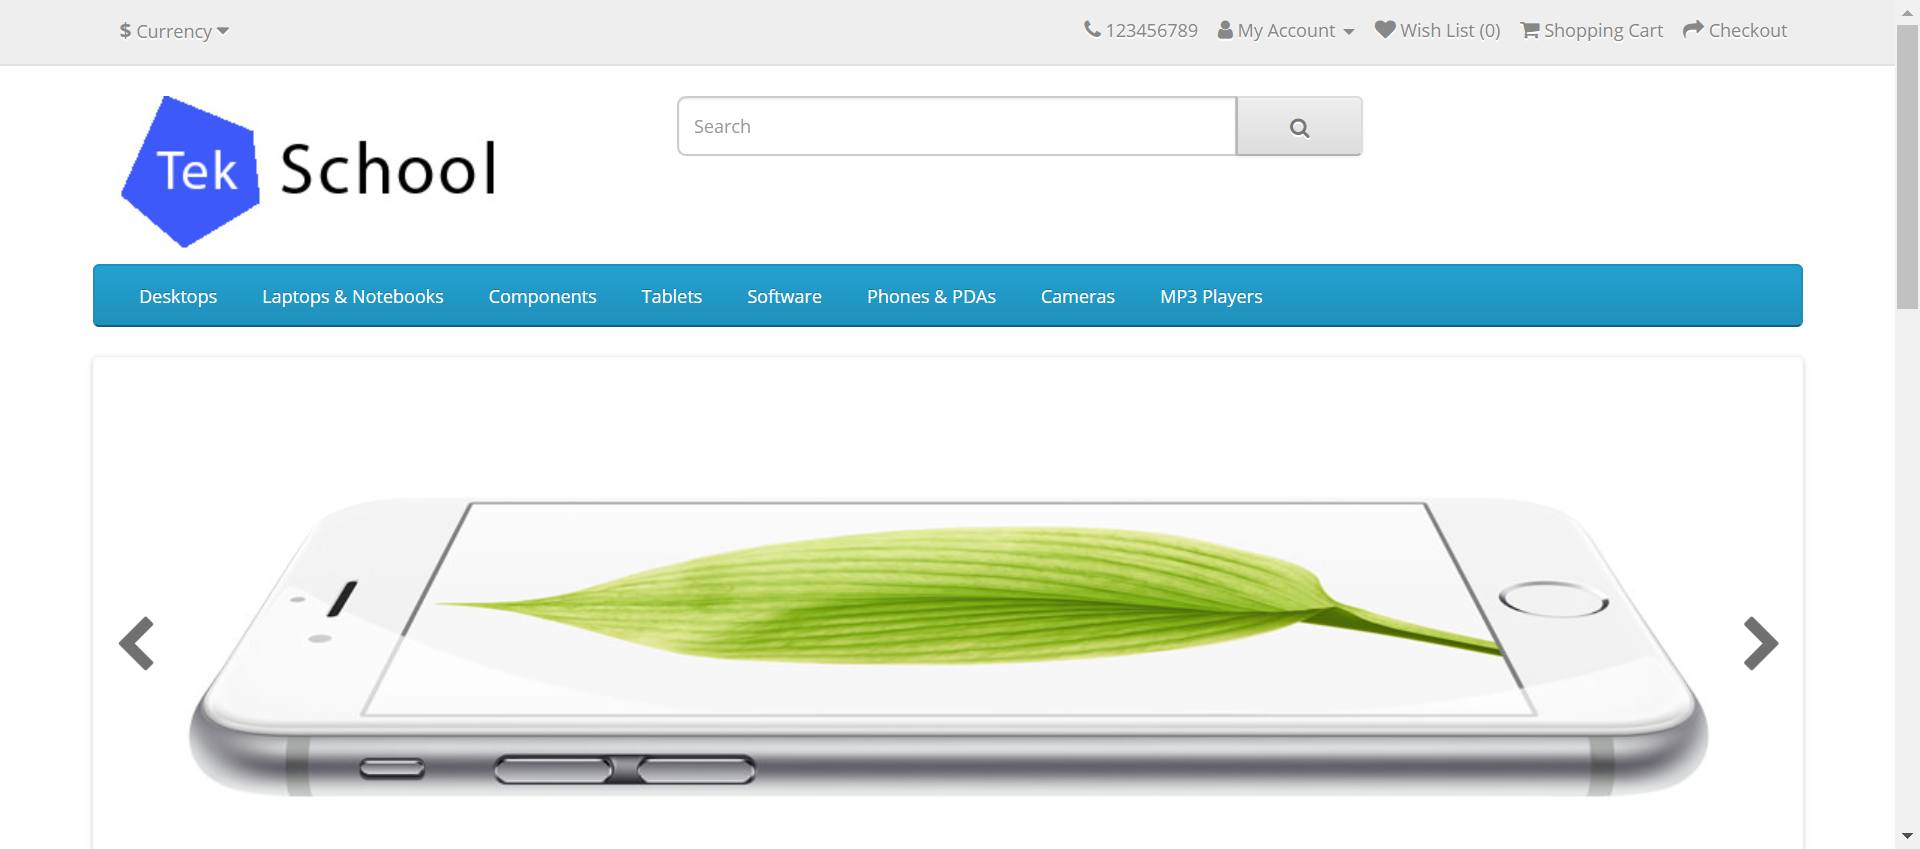 $ Currency 123456789 My Account Wish List (0) Shopping Cart Checkout
Tek School
Search
Desktops Laptops & Notebooks Components Tablets Software Phones & PDAs Cameras MP3 Players